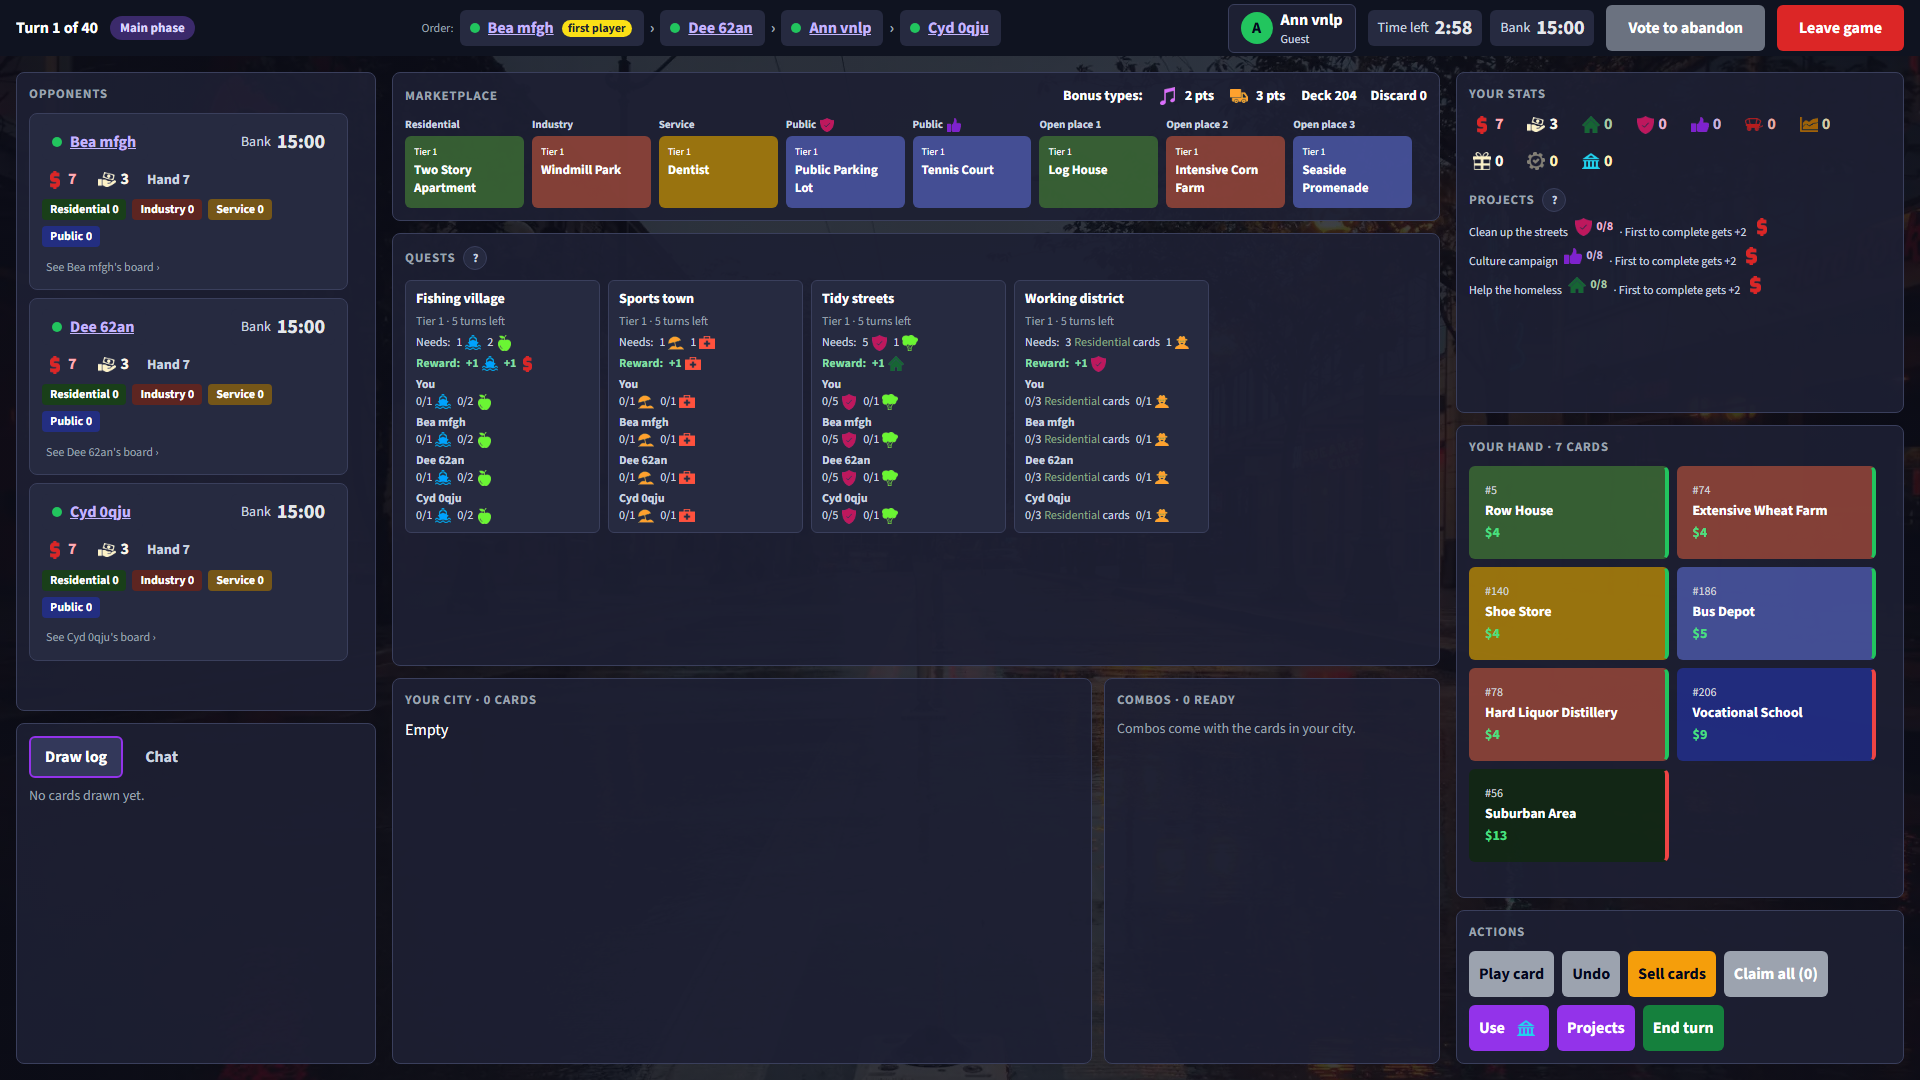 Turn 1 of 40 Main phase
Order: Bea mfgh first player › Dee 62an › Ann vnlp › Cyd 0qju
A Ann vnlp
Guest
Time left 2:58
Bank 15:00
Vote to abandon
Leave game
OPPONENTS
Bea mfgh Bank 15:00
7 3 Hand 7
Residential 0 Industry 0 Service 0
Public 0
See Bea mfgh's board ›
Dee 62an Bank 15:00
7 3 Hand 7
Residential 0 Industry 0 Service 0
Public 0
See Dee 62an's board ›
Cyd 0qju Bank 15:00
7 3 Hand 7
Residential 0 Industry 0 Service 0
Public 0
See Cyd 0qju's board ›
Draw log Chat
No cards drawn yet.
MARKETPLACE
Bonus types: 2 pts 3 pts Deck 204 Discard 0
Residential
Tier 1
Two Story
Apartment
Industry
Tier 1
Windmill Park
Service
Tier 1
Dentist
Public
Tier 1
Public Parking
Lot
Public
Tier 1
Tennis Court
Open place 1
Tier 1
Log House
Open place 2
Tier 1
Intensive Corn
Farm
Open place 3
Tier 1
Seaside
Promenade
QUESTS ?
Fishing village
Tier 1 · 5 turns left
Needs: 1 2
Reward: +1 +1
You
0/1 0/2
Bea mfgh
0/1 0/2
Dee 62an
0/1 0/2
Cyd 0qju
0/1 0/2
Sports town
Tier 1 · 5 turns left
Needs: 1 1
Reward: +1
You
0/1 0/1
Bea mfgh
0/1 0/1
Dee 62an
0/1 0/1
Cyd 0qju
0/1 0/1
Tidy streets
Tier 1 · 5 turns left
Needs: 5 1
Reward: +1
You
0/5 0/1
Bea mfgh
0/5 0/1
Dee 62an
0/5 0/1
Cyd 0qju
0/5 0/1
Working district
Tier 1 · 5 turns left
Needs: 3 Residential cards 1
Reward: +1
You
0/3 Residential cards 0/1
Bea mfgh
0/3 Residential cards 0/1
Dee 62an
0/3 Residential cards 0/1
Cyd 0qju
0/3 Residential cards 0/1
YOUR CITY · 0 CARDS
Empty
COMBOS · 0 READY
Combos come with the cards in your city.
YOUR STATS
7 3 0 0 0 0 0
0 0 0
PROJECTS ?
Clean up the streets 0/8 · First to complete gets +2
Culture campaign 0/8 · First to complete gets +2
Help the homeless 0/8 · First to complete gets +2
YOUR HAND · 7 CARDS
#5
Row House
$4
#74
Extensive Wheat Farm
$4
#140
Shoe Store
$4
#186
Bus Depot
$5
#78
Hard Liquor Distillery
$4
#206
Vocational School
$9
#56
Suburban Area
$13
ACTIONS
Play card Undo Sell cards Claim all (0)
Use Projects End turn